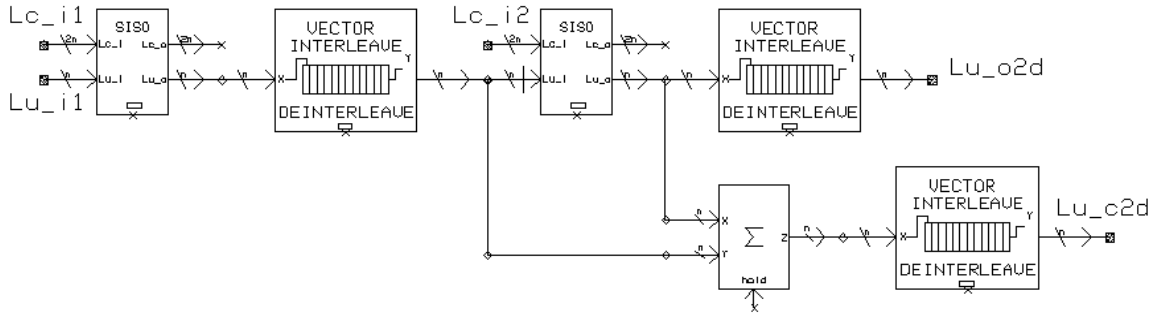 Lc_i1
SISO
2n
Lc_i
Lc_o
2n
n
Lu_i
Lu_o
n
Lu_i1
n
VECTOR
INTERLEAVE
X
Y
DEINTERLEAVE
n
Lc_i2
SISO
2n
Lc_i
Lc_o
2n
n
Lu_i
Lu_o
n
n
VECTOR
INTERLEAVE
X
Y
DEINTERLEAVE
n
Lu_o2d
n
X
n
Y
Σ
Z
hold
n
n
VECTOR
INTERLEAVE
X
Y
DEINTERLEAVE
n
Lu_c2d